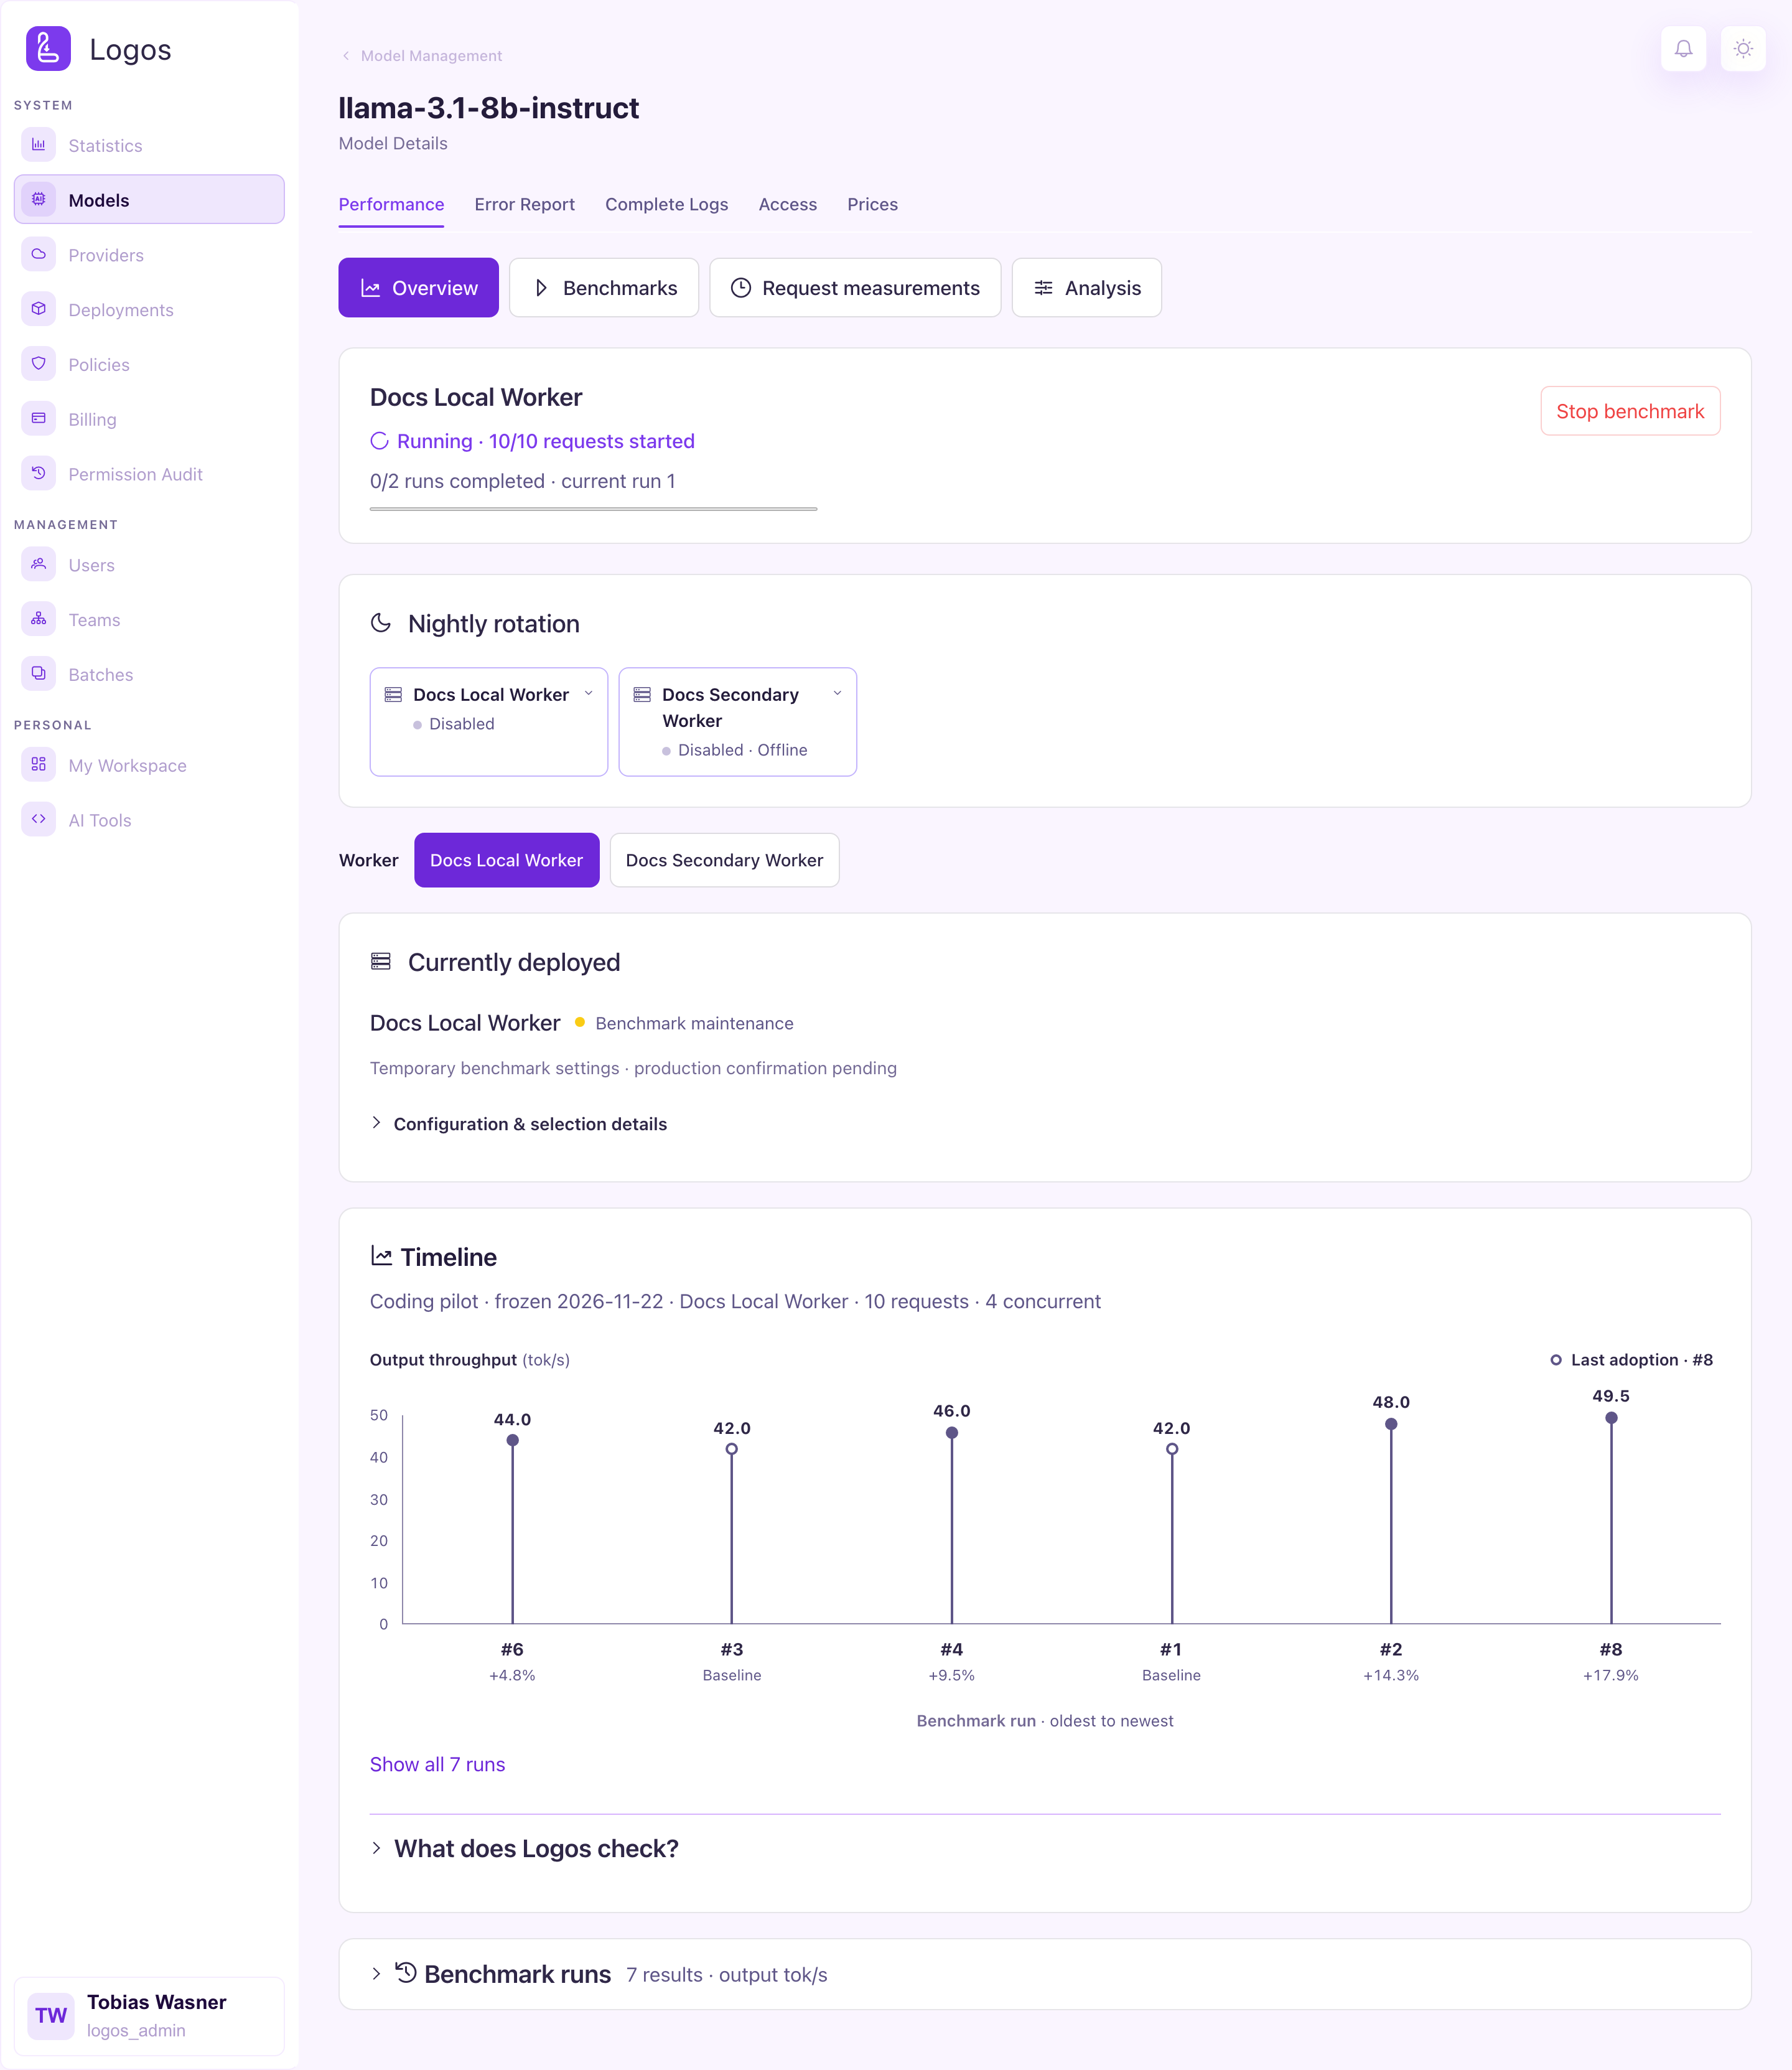 Logos
SYSTEM
Statistics
Models
Providers
Deployments
Policies
Billing
Permission Audit
MANAGEMENT
Users
Teams
Batches
PERSONAL
My Workspace
AI Tools
TW
Tobias Wasner
logos_admin
Model Management
llama-3.1-8b-instruct
Model Details
Performance Error Report Complete Logs Access Prices
Overview Benchmarks Request measurements Analysis
Docs Local Worker
Stop benchmark
Running · 10/10 requests started
0/2 runs completed · current run 1
Nightly rotation
Docs Local Worker
Disabled
Docs Secondary
Worker
Disabled · Offline
Worker Docs Local Worker Docs Secondary Worker
Currently deployed
Docs Local Worker Benchmark maintenance
Temporary benchmark settings · production confirmation pending
Configuration & selection details
Timeline
Coding pilot · frozen 2026-11-22 · Docs Local Worker · 10 requests · 4 concurrent
Output throughput (tok/s) Last adoption · #8
50
40
30
20
10
0
44.0 42.0 46.0 42.0 48.0 49.5
#6 #3 #4 #1 #2 #8
+4.8% Baseline +9.5% Baseline +14.3% +17.9%
Benchmark run · oldest to newest
Show all 7 runs
What does Logos check?
Benchmark runs 7 results · output tok/s